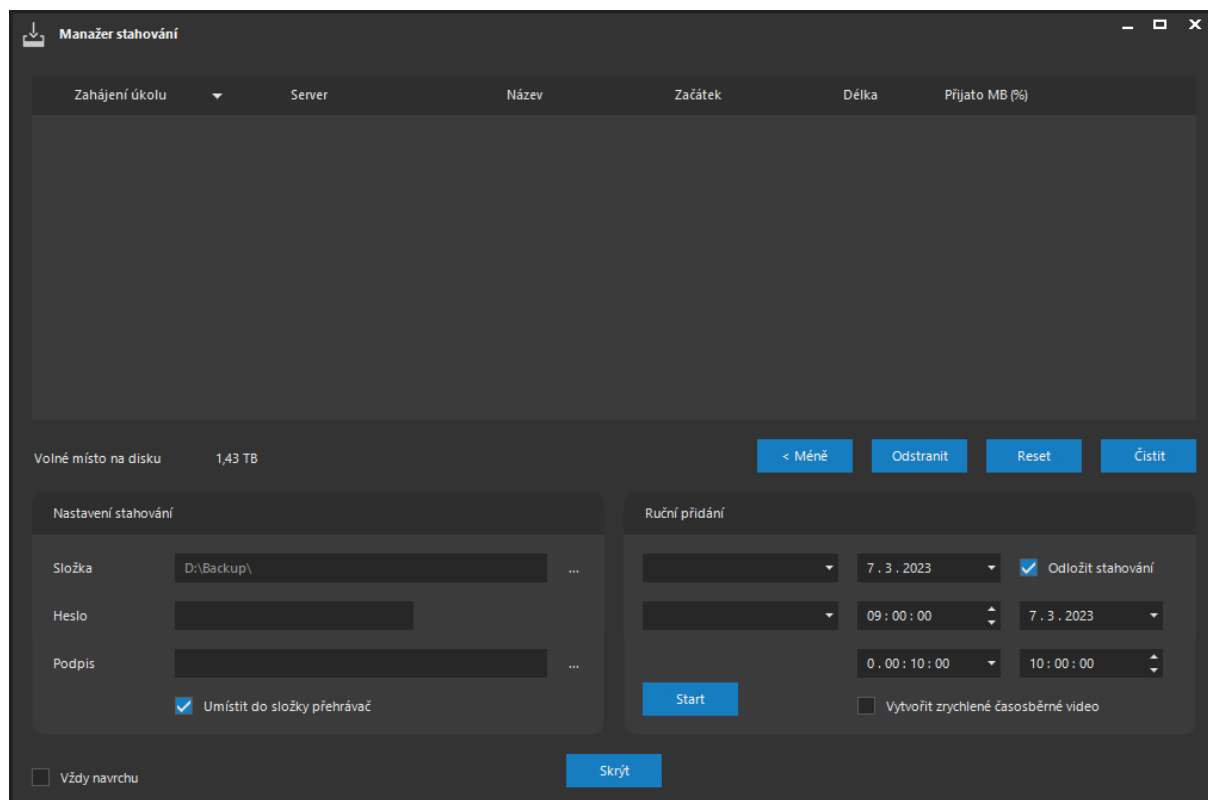 Manažer stahování
Zahájení úkolu Server Název Začátek Délka Přijato MB (%)
Volné místo na disku 1,43 TB < Méně Odstranit Reset Čistit
Nastavení stahování
Složka D:\Backup\ ...
Heslo
Podpis ...
Umístit do složky přehrávač
Ruční přidání
7 . 3 . 2023 Odložit stahování
09 : 00 : 00 7 . 3 . 2023
0 . 00 : 10 : 00 10 : 00 : 00
Start Vytvořit zrychlené časosběrné video
Vždy navrchu Skrýt